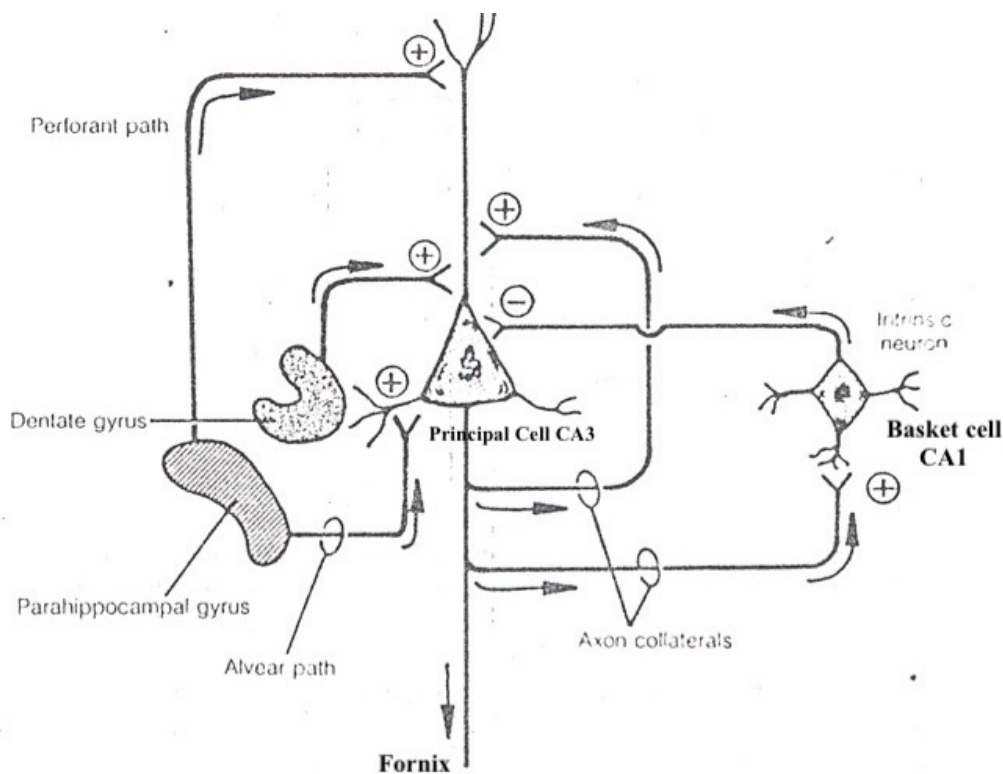 +
Perforant path
+
+
−
Intrinsic
neuron
+
Dentate gyrus
Principal Cell CA3
Basket cell
CA1
+
Parahippocampal gyrus
Axon collaterals
Alvear path
Fornix